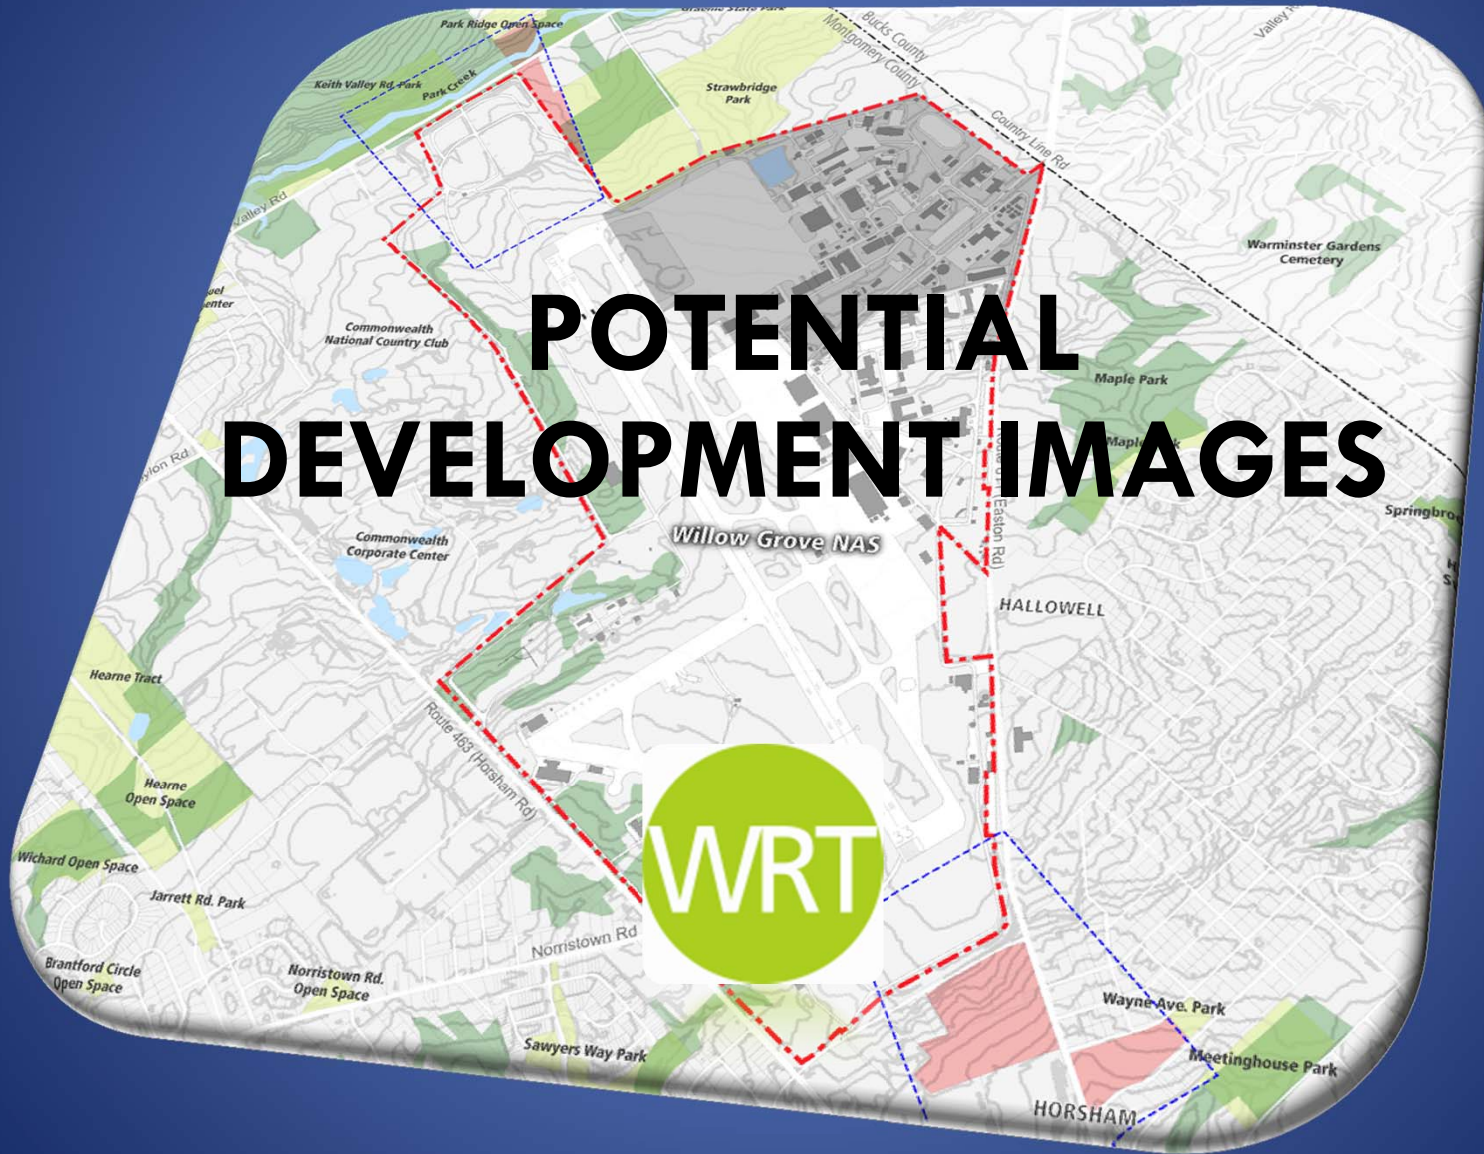 Graeme State Park
Park Ridge Open Space
Bucks County
Montgomery County
Keith Valley Rd. Park
Park Creek
Strawbridge
Park
County Line Rd
Valley Rd
Warminster Gardens
Cemetery
Commonwealth
National Country Club
POTENTIAL
Maple Park
DEVELOPMENT IMAGES
Willow Grove NAS
Easton Rd)
Commonwealth
Corporate Center
HALLOWELL
Hearne Tract
Route 463 (Horsham Rd)
Hearne
Open Space
WRT
Wichard Open Space
Jarrett Rd. Park
Norristown Rd
Brantford Circle
Open Space
Norristown Rd.
Open Space
Wayne Ave. Park
Sawyers Way Park
Meetinghouse Park
HORSHAM